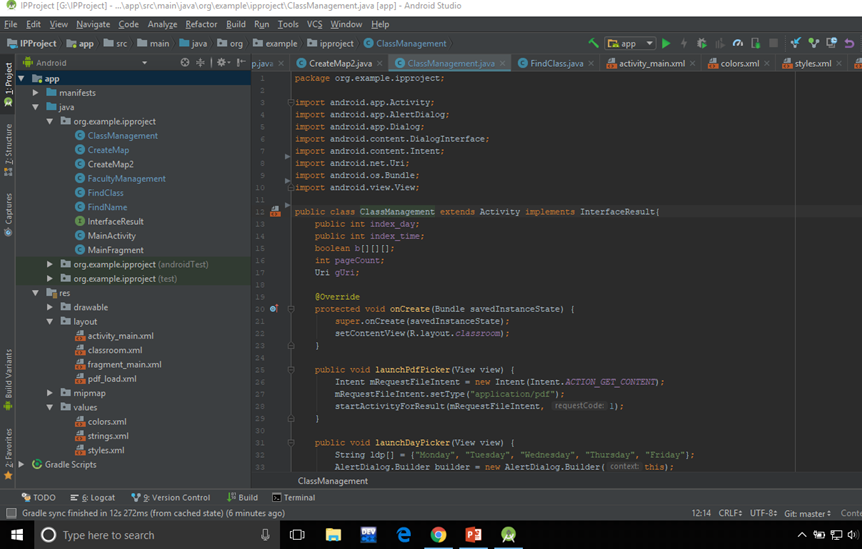 IPProject [G:\IPProject] - ...\app\src\main\java\org\example\ipproject\ClassManagement.java [app] - Android Studio
File Edit View Navigate Code Analyze Refactor Build Run Tools VCS Window Help
IPProject app src main java org example ipproject ClassManagement app
Android
p.java CreateMap2.java ClassManagement.java FindClass.java activity_main.xml colors.xml styles.xml
1: Project
Z: Structure
Captures
Build Variants
2: Favorites
app
manifests
java
org.example.ipproject
ClassManagement
CreateMap
CreateMap2
FacultyManagement
FindClass
FindName
InterfaceResult
MainActivity
MainFragment
org.example.ipproject (androidTest)
org.example.ipproject (test)
res
drawable
layout
activity_main.xml
classroom.xml
fragment_main.xml
pdf_load.xml
mipmap
values
colors.xml
strings.xml
styles.xml
Gradle Scripts
1 package org.example.ipproject;
2
3 import android.app.Activity;
4 import android.app.AlertDialog;
5 import android.app.Dialog;
6 import android.content.DialogInterface;
7 import android.content.Intent;
8 import android.net.Uri;
9 import android.os.Bundle;
10 import android.view.View;
11
12 public class ClassManagement extends Activity implements InterfaceResult{
13 public int index_day;
14 public int index_time;
15 boolean b[][][];
16 int pageCount;
17 Uri gUri;
18
19 @Override
20 protected void onCreate(Bundle savedInstanceState) {
21 super.onCreate(savedInstanceState);
22 setContentView(R.layout.classroom);
23 }
24
25 public void launchPdfPicker(View view) {
26 Intent mRequestFileIntent = new Intent(Intent.ACTION_GET_CONTENT);
27 mRequestFileIntent.setType("application/pdf");
28 startActivityForResult(mRequestFileIntent, requestCode: 1);
29 }
30
31 public void launchDayPicker(View view) {
32 String ldp[] = {"Monday", "Tuesday", "Wednesday", "Thursday", "Friday"};
33 AlertDialog.Builder builder = new AlertDialog.Builder( context: this);
ClassManagement
TODO 6: Logcat 9: Version Control Build Terminal
Gradle sync finished in 12s 272ms (from cached state) (6 minutes ago) 12:14 CRLF UTF-8 Git: master Conte
Type here to search
DEV